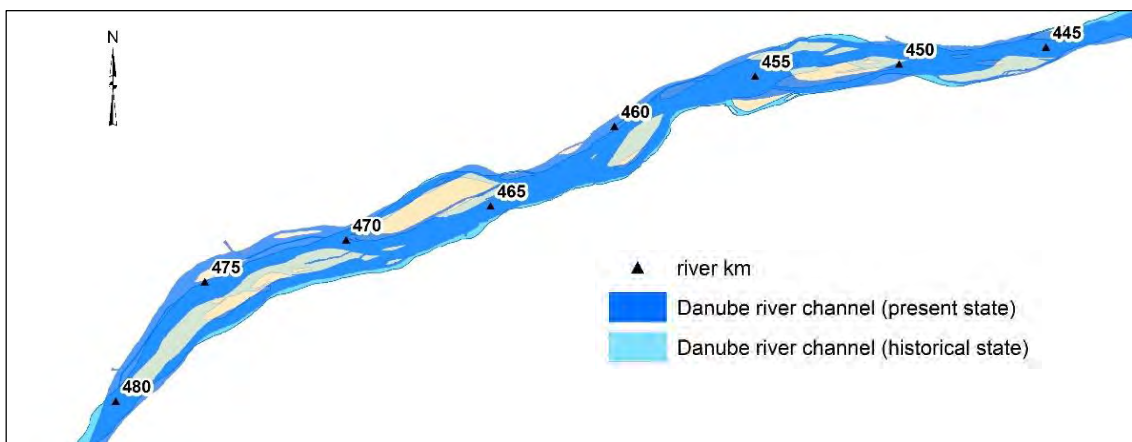 N
445
450
455
460
465
470
475
480
river km
Danube river channel (present state)
Danube river channel (historical state)